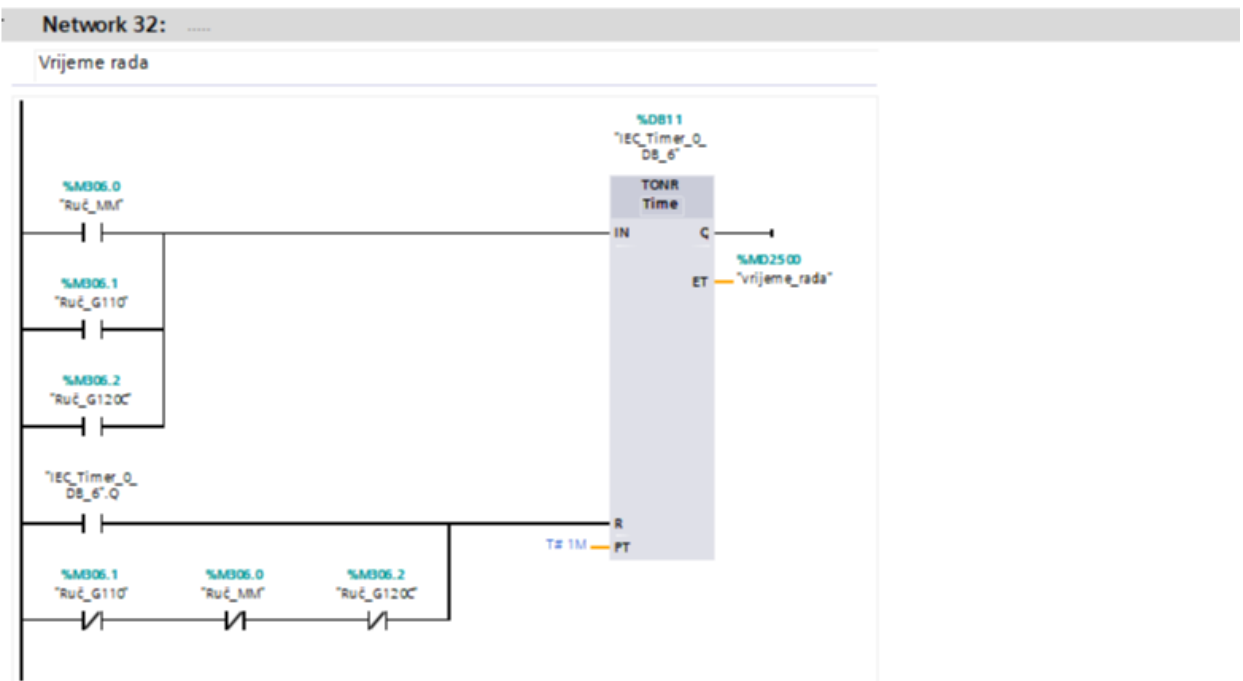 Network 32: .....
Vrijeme rada
%DB11
"IEC_Timer_0_
DB_6"
TONR
Time
%M306.0
"Ruč_MM"
IN
Q
%MD2500
"vrijeme_rada"
ET
%M306.1
"Ruč_G110"
%M306.2
"Ruč_G120C"
"IEC_Timer_0_
DB_6".Q
R
T# 1M
PT
%M306.1
"Ruč_G110"
%M306.0
"Ruč_MM"
%M306.2
"Ruč_G120C"